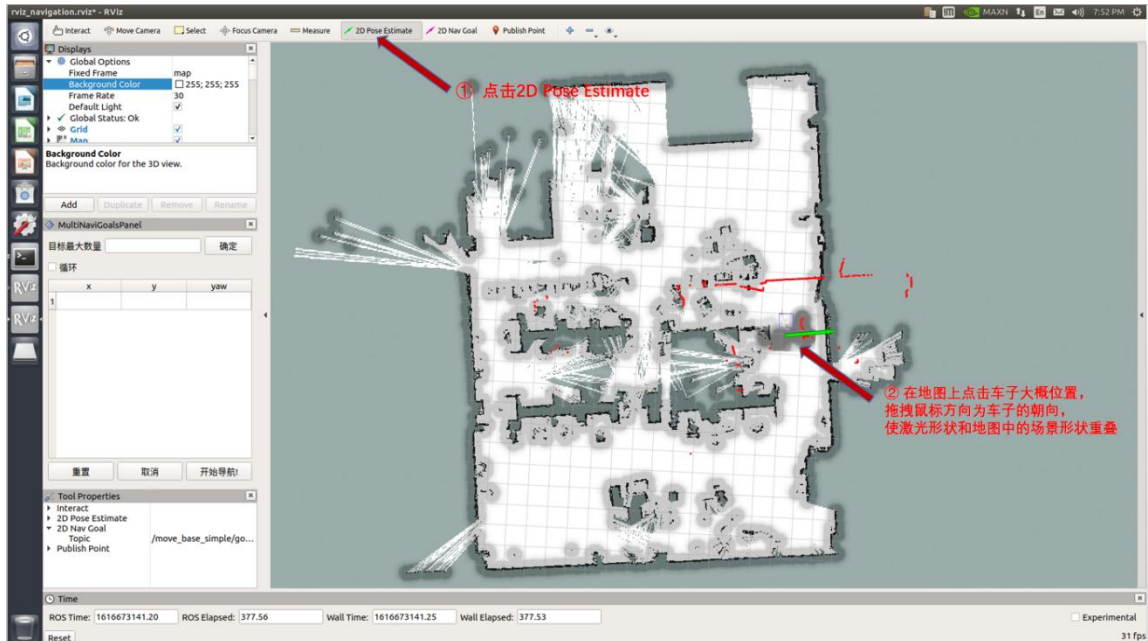 rviz_navigation.rviz* - RViz
MAXN
En
7:52 PM
Interact
Move Camera
Select
Focus Camera
Measure
2D Pose Estimate
2D Nav Goal
Publish Point
Displays
Global Options
Fixed Frame map
Background Color 255; 255; 255
Frame Rate 30
Default Light
Global Status: Ok
Grid
Map
Background Color
Background color for the 3D view.
Add
Duplicate
Remove
Rename
MultiNaviGoalsPanel
目标最大数量
确定
循环
x y yaw
1
重置
取消
开始导航!
Tool Properties
Interact
2D Pose Estimate
2D Nav Goal
Topic /move_base_simple/go...
Publish Point
RViz
RViz
① 点击2D Pose Estimate
② 在地图上点击车子大概位置，
拖拽鼠标方向为车子的朝向，
使激光形状和地图中的场景形状重叠
Time
ROS Time: 1616673141.20 ROS Elapsed: 377.56 Wall Time: 1616673141.25 Wall Elapsed: 377.53
Experimental
Reset
31 fps